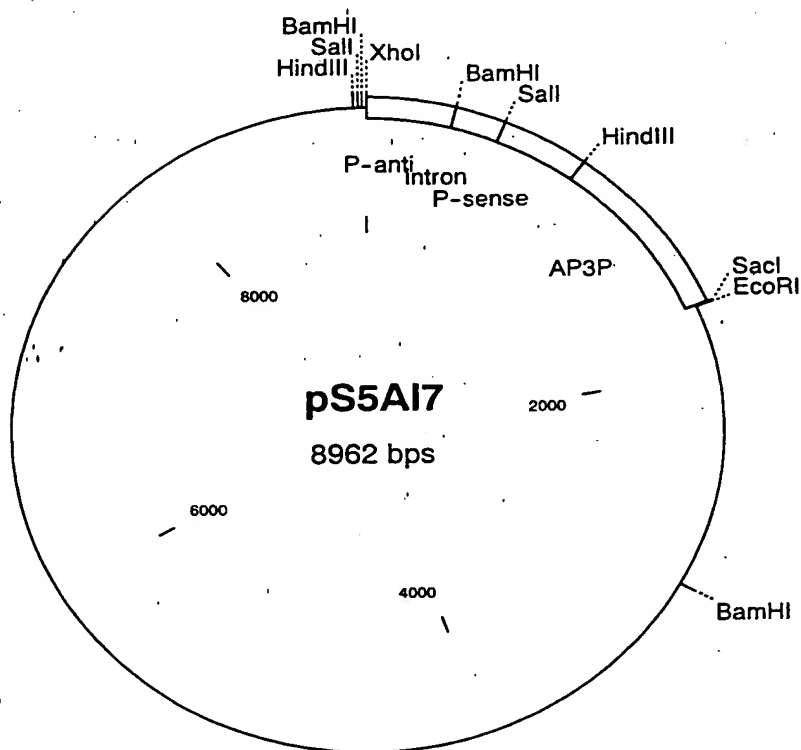 BamHI
SalI
XhoI
HindIII
BamHI
SalI
HindIII
P-anti
Intron
P-sense
AP3P
SacI
EcoRI
8000
pS5AI7
2000
8962 bps
6000
4000
BamHI